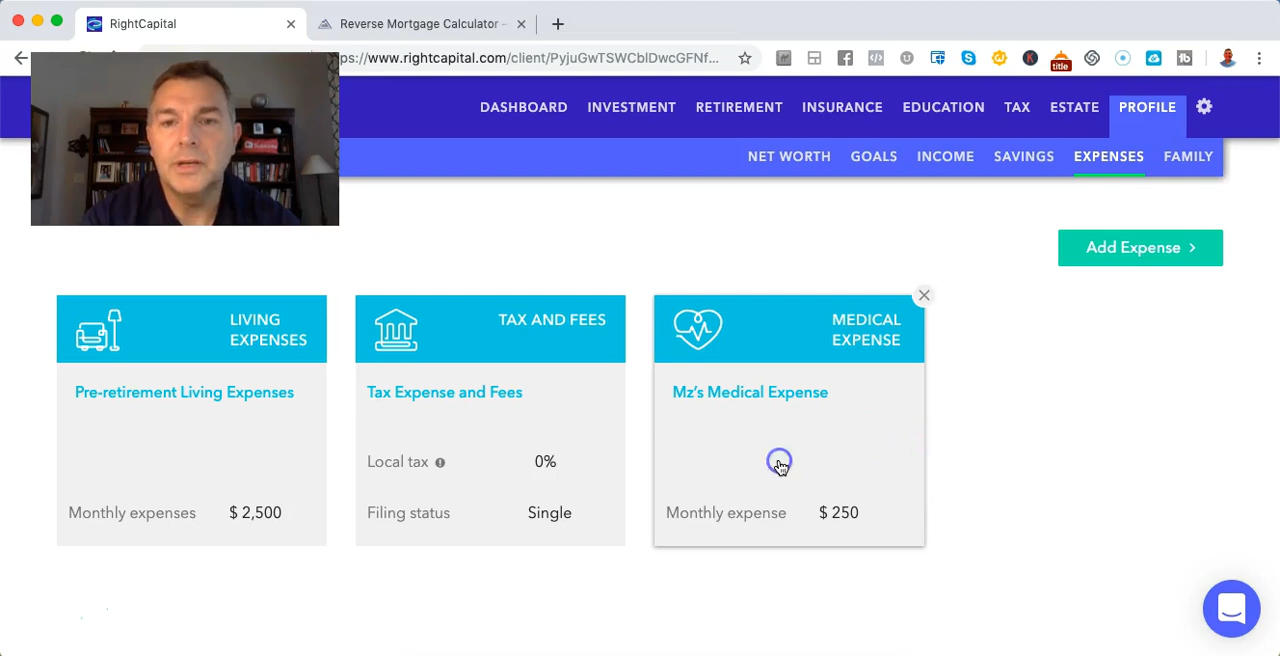 RightCapital
Reverse Mortgage Calculator –
ps://www.rightcapital.com/client/PyjuGwTSWCblDwcGFNf...
title
DASHBOARD INVESTMENT RETIREMENT INSURANCE EDUCATION TAX ESTATE PROFILE
NET WORTH GOALS INCOME SAVINGS EXPENSES FAMILY
Add Expense >
LIVING
EXPENSES
Pre-retirement Living Expenses
Monthly expenses $ 2,500
TAX AND FEES
Tax Expense and Fees
Local tax 0%
Filing status Single
MEDICAL
EXPENSE
Mz's Medical Expense
Monthly expense $ 250